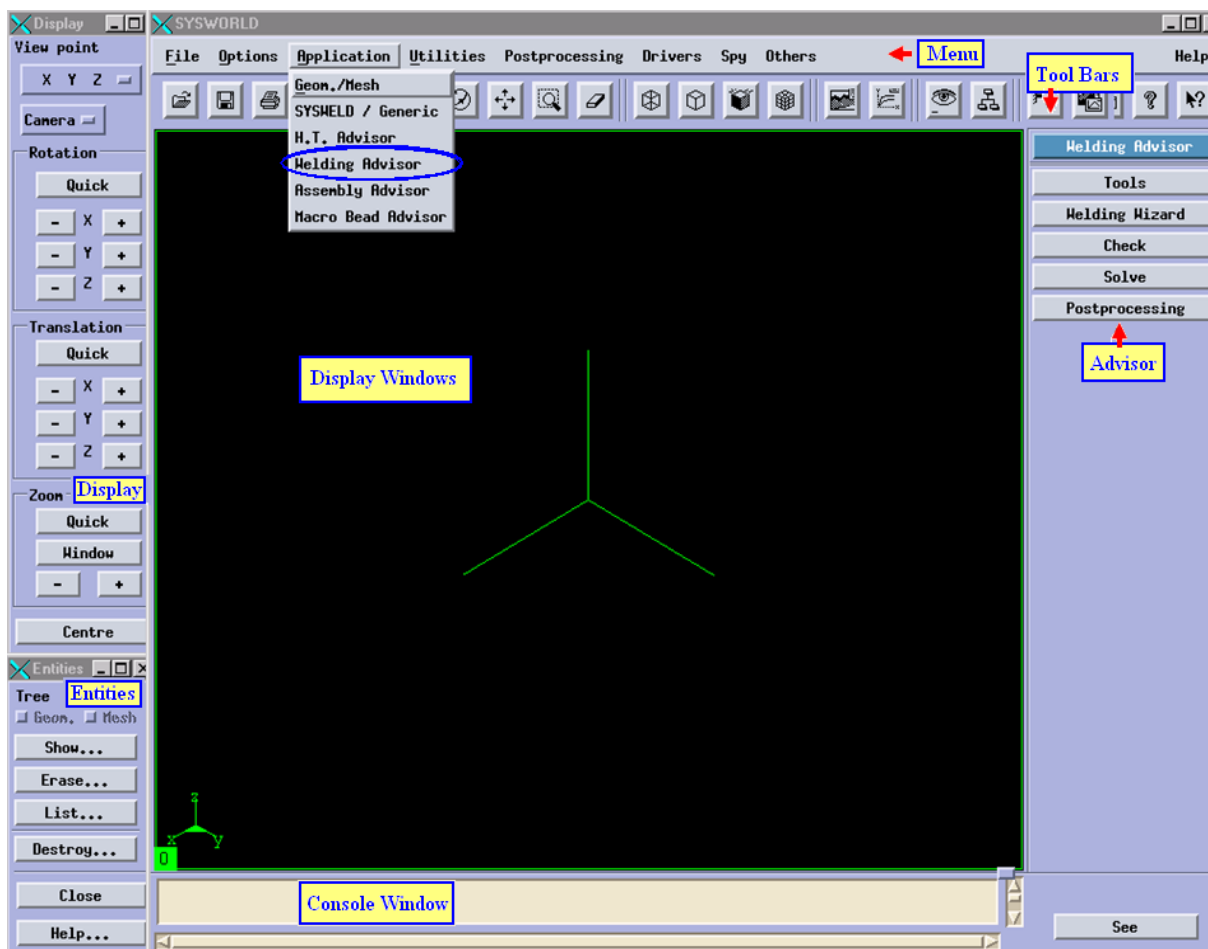 Display
View point
X Y Z
Camera
Rotation
Quick
- X +
- Y +
- Z +
Translation
Quick
- X +
- Y +
- Z +
Zoom
Display
Quick
Window
- +
Centre
Entities
Tree
Entities
Geom. Mesh
Show...
Erase...
List...
Destroy...
Close
Help...
SYSWORLD
File Options Application Utilities Postprocessing Drivers Spy Others
Menu
Help
Tool Bars
Geom./Mesh
SYSWELD / Generic
H.T. Advisor
Welding Advisor
Assembly Advisor
Macro Bead Advisor
Display Windows
z
x y
0
Console Window
Welding Advisor
Tools
Welding Wizard
Check
Solve
Postprocessing
Advisor
See